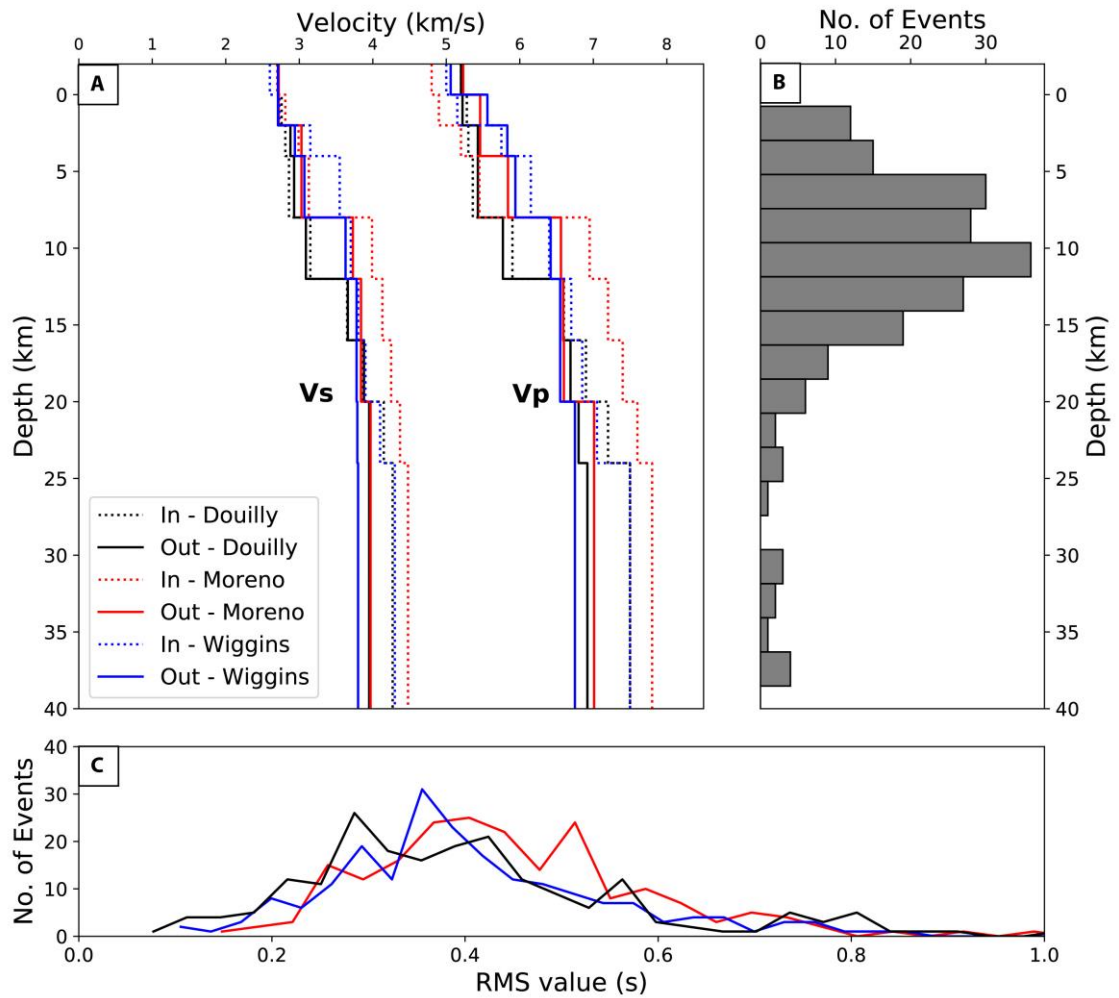 Velocity (km/s)
0 1 2 3 4 5 6 7 8
A
0
5
10
15
20
25
30
35
40
Depth (km)
Vs
Vp
In - Douilly
Out - Douilly
In - Moreno
Out - Moreno
In - Wiggins
Out - Wiggins
No. of Events
0 10 20 30
B
0
5
10
15
20
25
30
35
40
Depth (km)
C
40
30
20
10
0
No. of Events
0.0 0.2 0.4 0.6 0.8 1.0
RMS value (s)